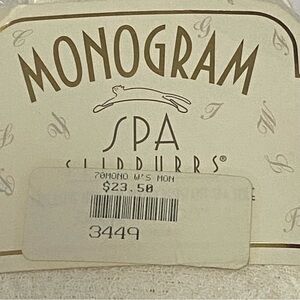 MONOGRAM
SPA
SLIPPURRS®
70MONO W'S MON
$23.50
3449